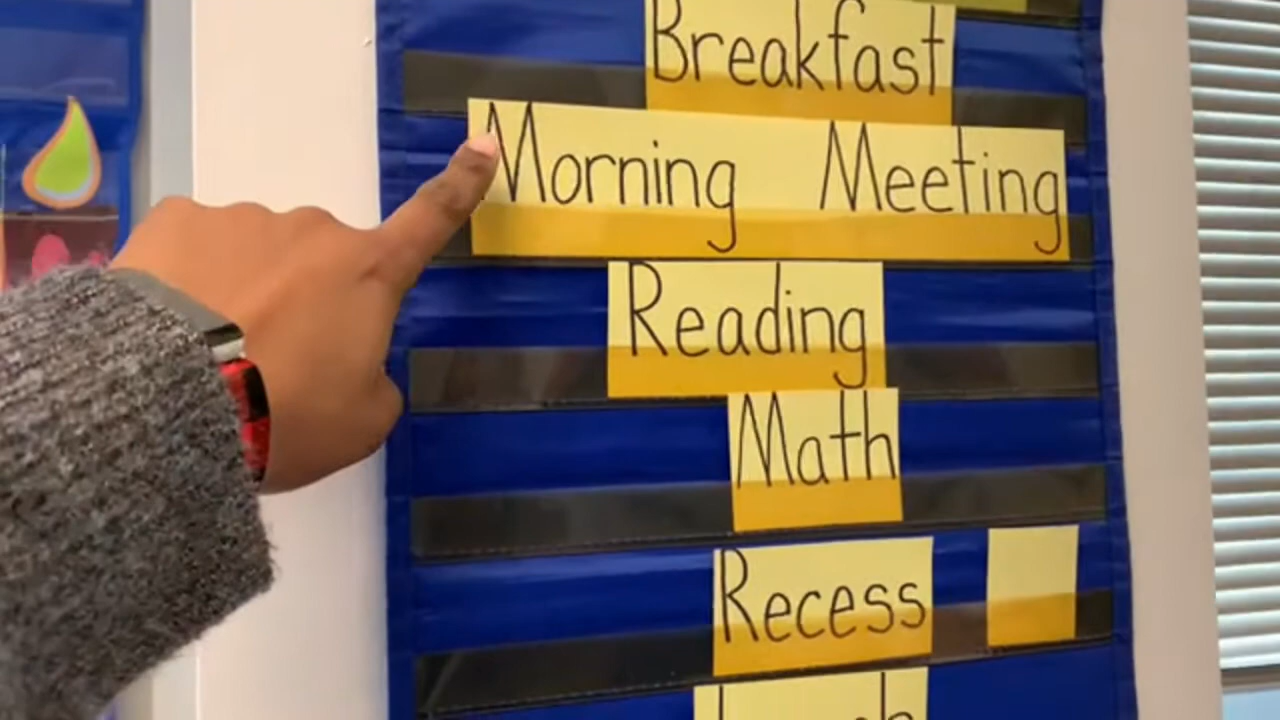 Breakfast
Morning Meeting
Reading
Math
Recess